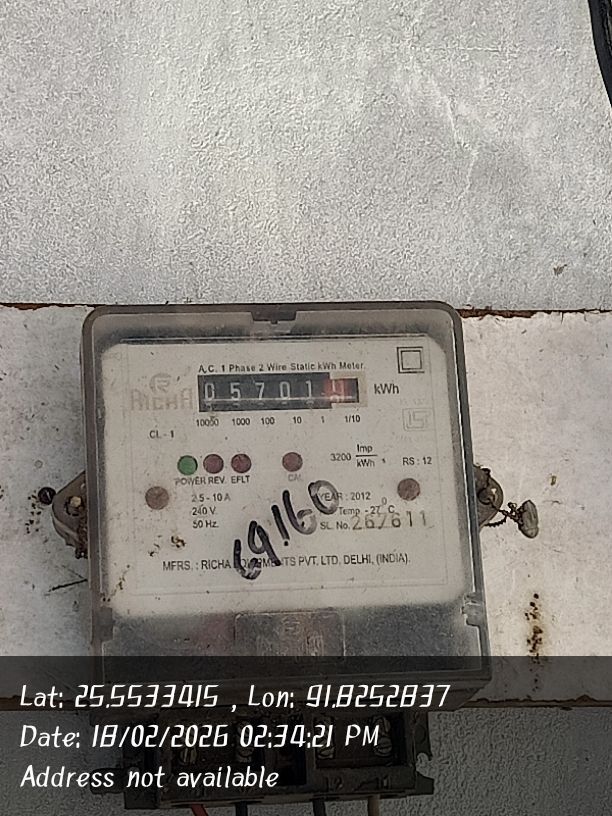 A.C. 1 Phase 2 Wire Static kWh Meter.
RICHA
05701 kWh
10000 1000 100 10 1 1/10
CL - 1
3200 Imp/kWh
RS : 12
POWER REV. EFLT CAL
2.5 - 10 A
240 V.
50 Hz.
YEAR : 2012
Temp. - 27°C
SL. No. 267611
69160
MFRS. : RICHA PVT. LTD. DELHI, (INDIA).
Lat: 25.5533415 , Lon: 91.8252837
Date: 18/02/2026 02:34:21 PM
Address not available